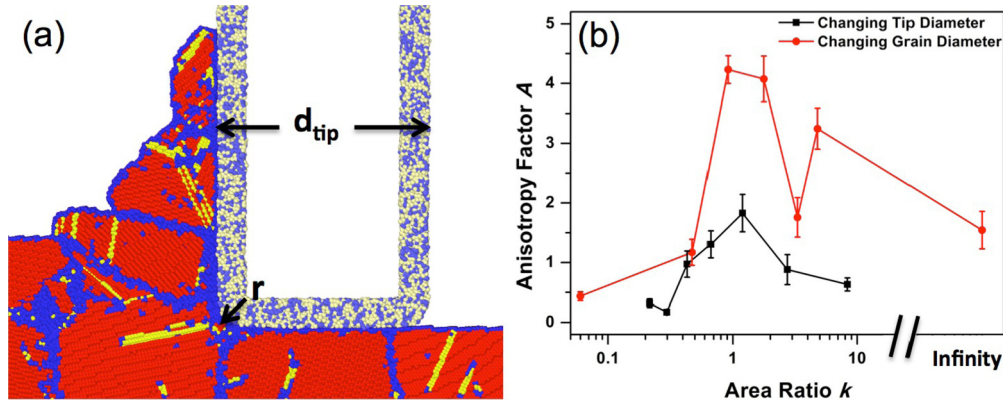 (a)
d_tip
r
(b)
Changing Tip Diameter
Changing Grain Diameter
Anisotropy Factor A
5
4
3
2
1
0
0.1 1 10 Infinity
Area Ratio k